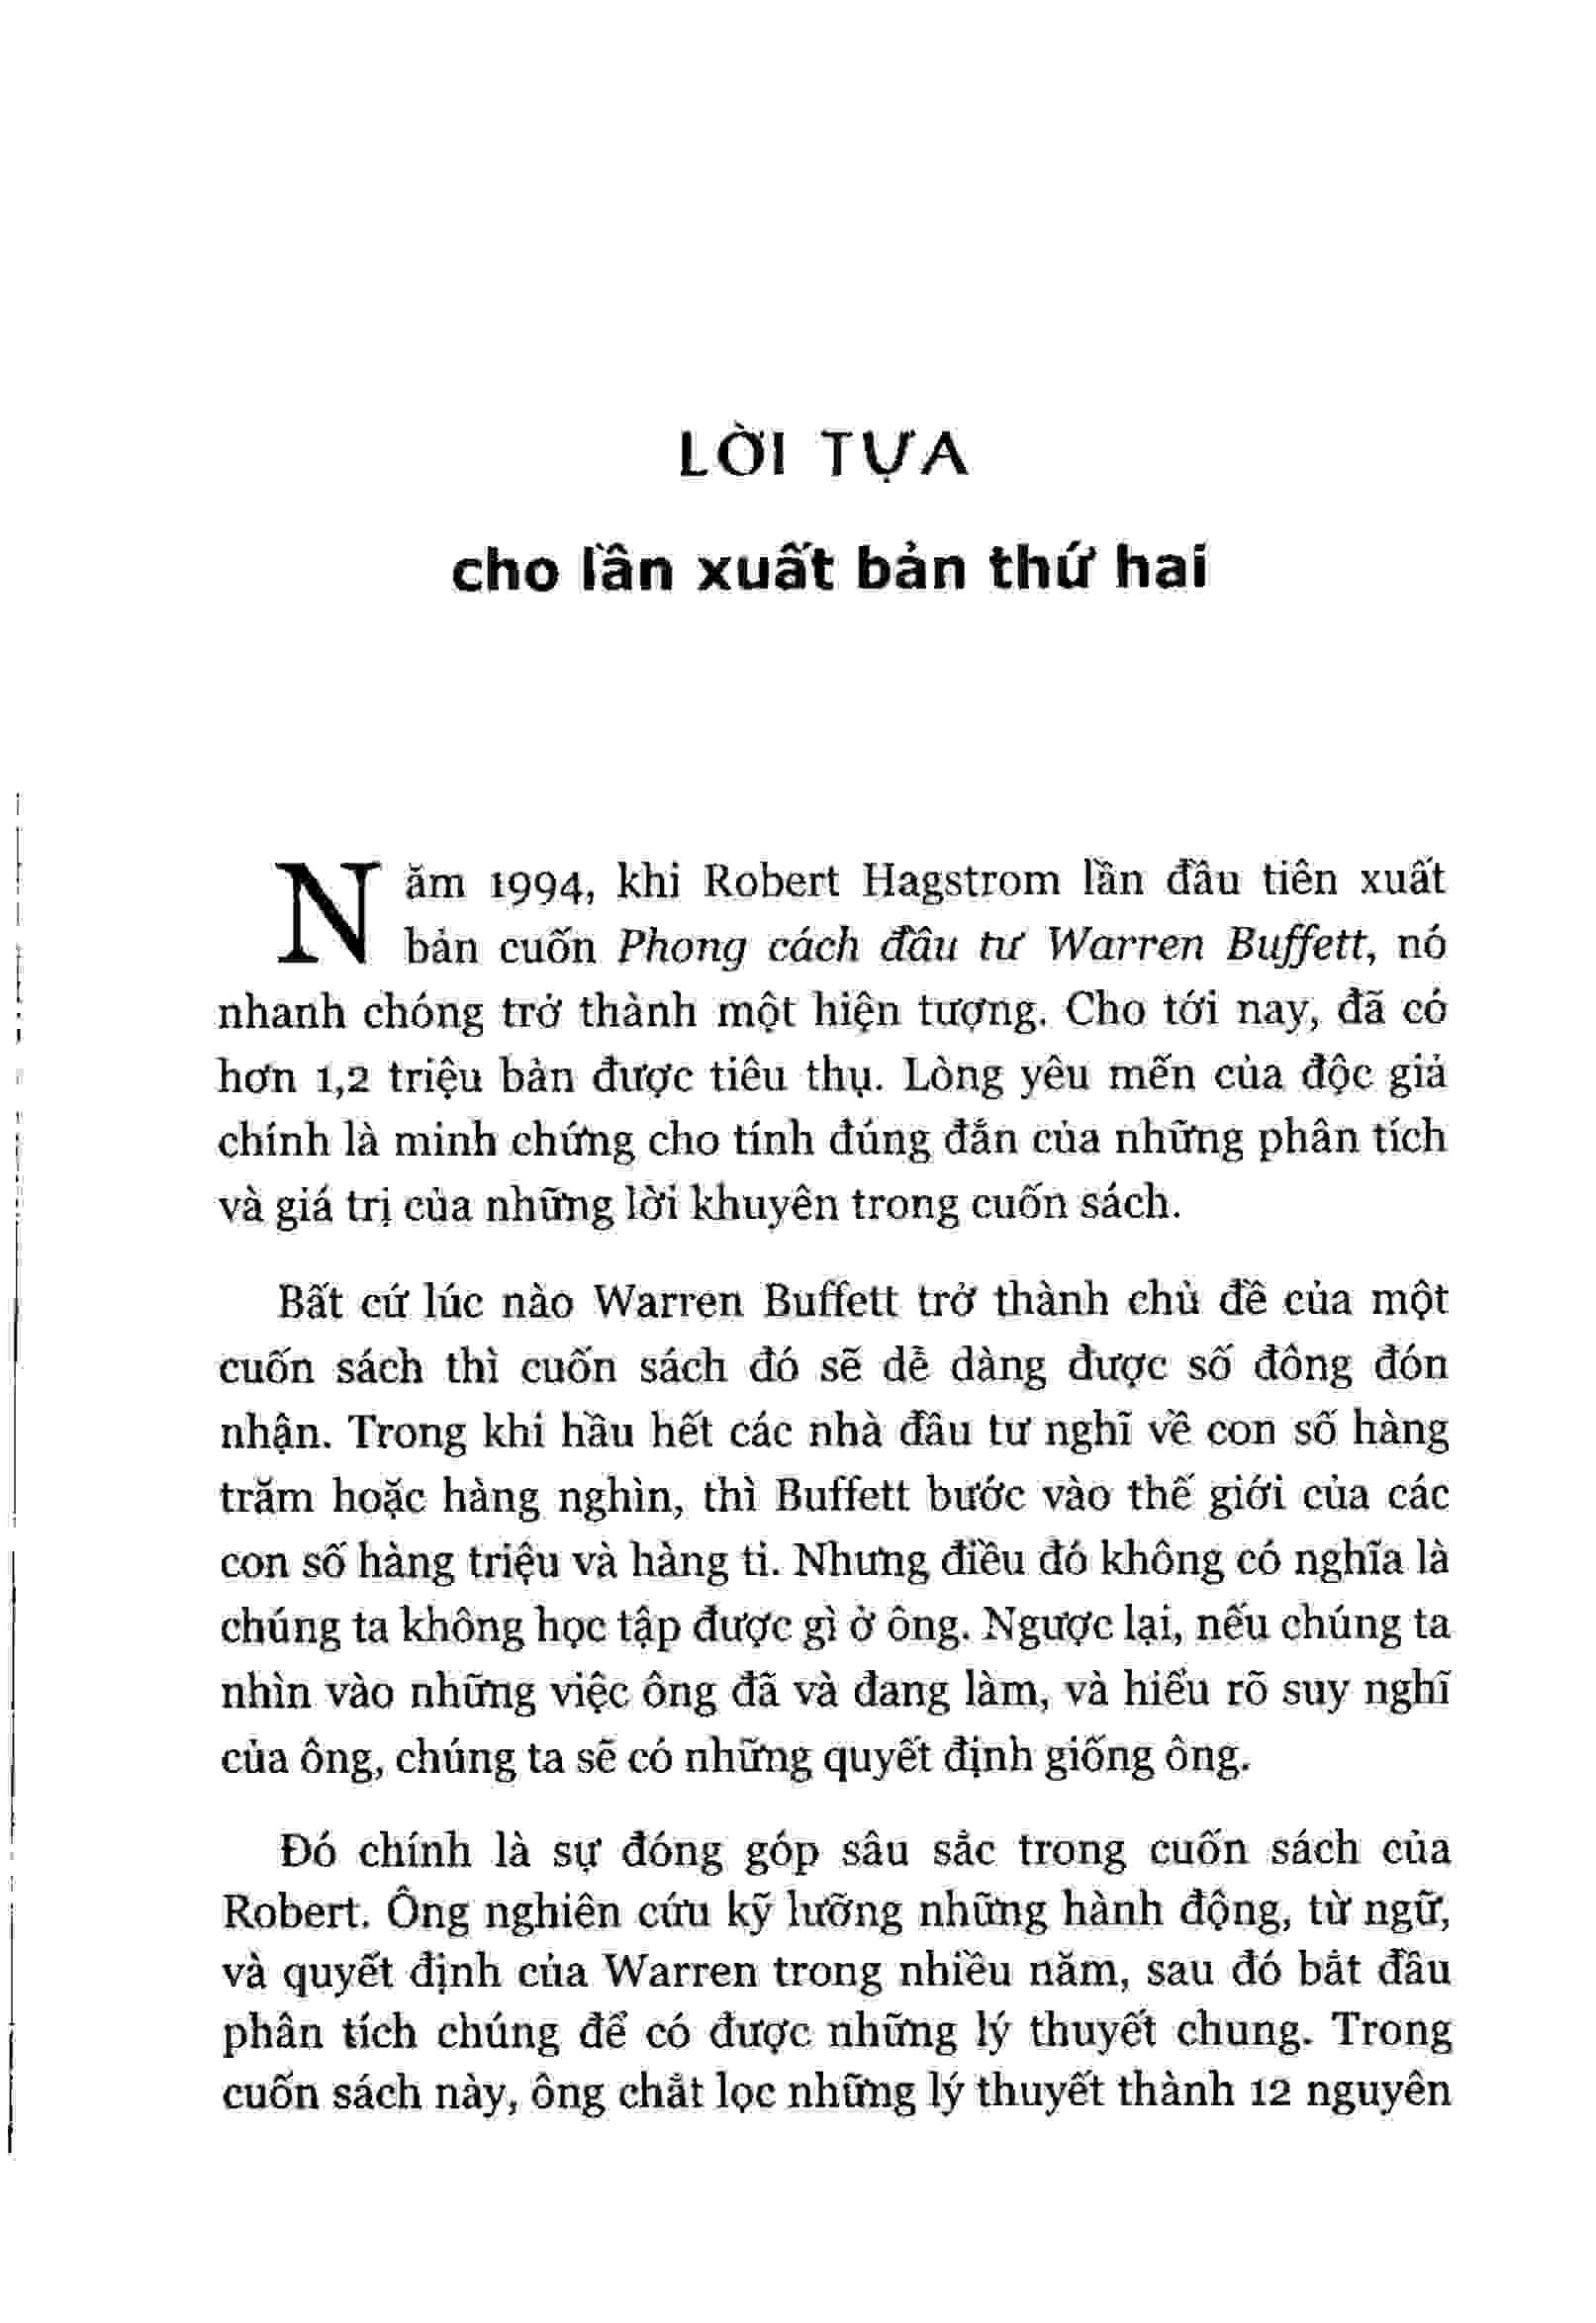 LỜI TỰA
cho lần xuất bản thứ hai
Năm 1994, khi Robert Hagstrom lần đầu tiên xuất
bản cuốn Phong cách đầu tư Warren Buffett, nó
nhanh chóng trở thành một hiện tượng. Cho tới nay, đã có
hơn 1,2 triệu bản được tiêu thụ. Lòng yêu mến của độc giả
chính là minh chứng cho tính đúng đắn của những phân tích
và giá trị của những lời khuyên trong cuốn sách.
Bất cứ lúc nào Warren Buffett trở thành chủ đề của một
cuốn sách thì cuốn sách đó sẽ dễ dàng được số đông đón
nhận. Trong khi hầu hết các nhà đầu tư nghĩ về con số hàng
trăm hoặc hàng nghìn, thì Buffett bước vào thế giới của các
con số hàng triệu và hàng ti. Nhưng điều đó không có nghĩa là
chúng ta không học tập được gì ở ông. Ngược lại, nếu chúng ta
nhìn vào những việc ông đã và đang làm, và hiểu rõ suy nghĩ
của ông, chúng ta sẽ có những quyết định giống ông.
Đó chính là sự đóng góp sâu sắc trong cuốn sách của
Robert. Ông nghiên cứu kỹ lưỡng những hành động, từ ngữ,
và quyết định của Warren trong nhiều năm, sau đó bắt đầu
phân tích chúng để có được những lý thuyết chung. Trong
cuốn sách này, ông chắt lọc những lý thuyết thành 12 nguyên